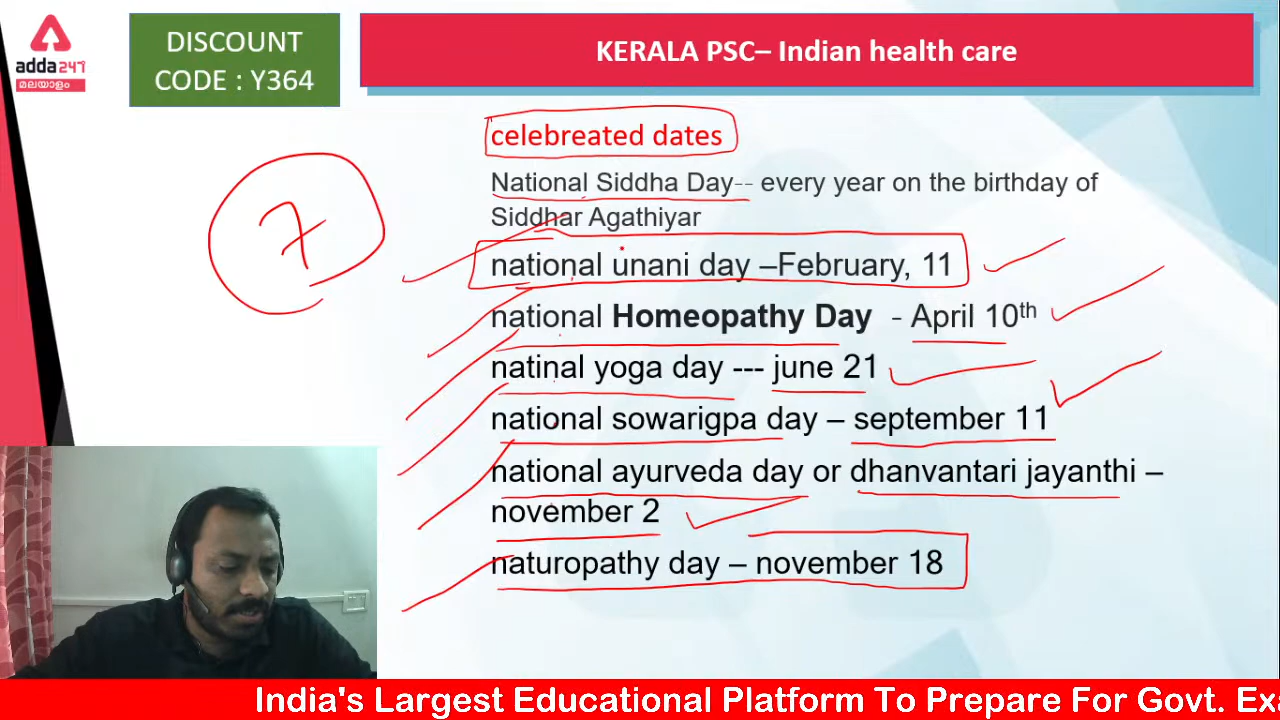 adda247
മലയാളം
DISCOUNT
CODE : Y364
KERALA PSC– Indian health care
celebreated dates
National Siddha Day-- every year on the birthday of
Siddhar Agathiyar
national unani day –February, 11
national Homeopathy Day - April 10th
natinal yoga day --- june 21
national sowarigpa day – september 11
national ayurveda day or dhanvantari jayanthi –
november 2
naturopathy day – november 18
7
India's Largest Educational Platform To Prepare For Govt. Exa